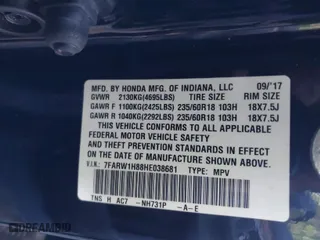 MFD. BY HONDA MFG. OF INDIANA, LLC 09/'17
GVWR 2130KG(4695LBS) TIRE SIZE RIM SIZE
GAWR F 1100KG(2425LBS) 235/60R18 103H 18X7.5J
GAWR R 1040KG(2292LBS) 235/60R18 103H 18X7.5J
THIS VEHICLE CONFORMS TO ALL APPLICABLE
FEDERAL MOTOR VEHICLE SAFETY AND
THEFT PREVENTION STANDARDS IN EFFECT ON THE
DATE OF MANUFACTURE SHOWN ABOVE.
V.I.N: 7FARW1H88HE038681 TYPE: MPV
TNS H AC7 -NH731P -A-E